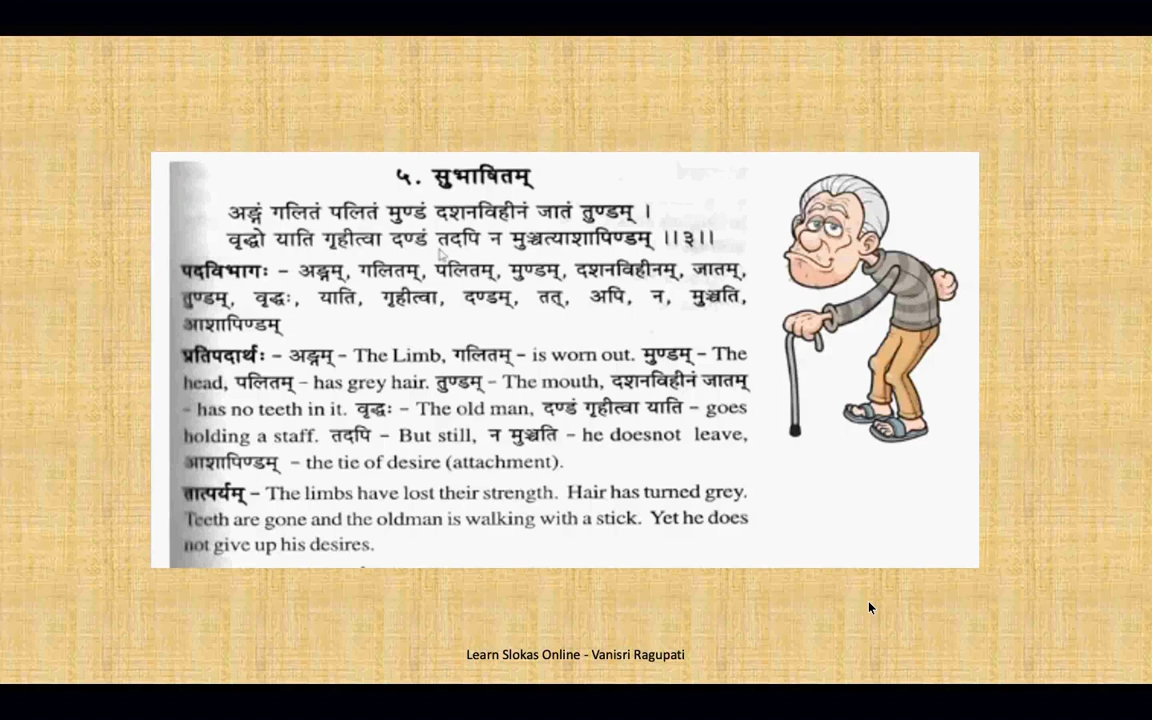 ५. सुभाषितम्
अङ्गं गलितं पलितं मुण्डं दशनविहीनं जातं तुण्डम् ।
वृद्धो याति गृहीत्वा दण्डं तदपि न मुञ्चत्याशापिण्डम् ।।३।।
पदविभागः – अङ्गम्, गलितम्, पलितम्, मुण्डम्, दशनविहीनम्, जातम्,
तुण्डम्, वृद्धः, याति, गृहीत्वा, दण्डम्, तत्, अपि, न, मुञ्चति,
आशापिण्डम्
प्रतिपदार्थः – अङ्गम् – The Limb, गलितम् – is worn out. मुण्डम् – The
head, पलितम् – has grey hair. तुण्डम् – The mouth, दशनविहीनं जातम्
- has no teeth in it. वृद्धः – The old man, दण्डं गृहीत्वा याति – goes
holding a staff. तदपि – But still, न मुञ्चति – he doesnot leave,
आशापिण्डम् – the tie of desire (attachment).
तात्पर्यम् – The limbs have lost their strength. Hair has turned grey.
Teeth are gone and the oldman is walking with a stick. Yet he does
not give up his desires.
Learn Slokas Online - Vanisri Ragupati